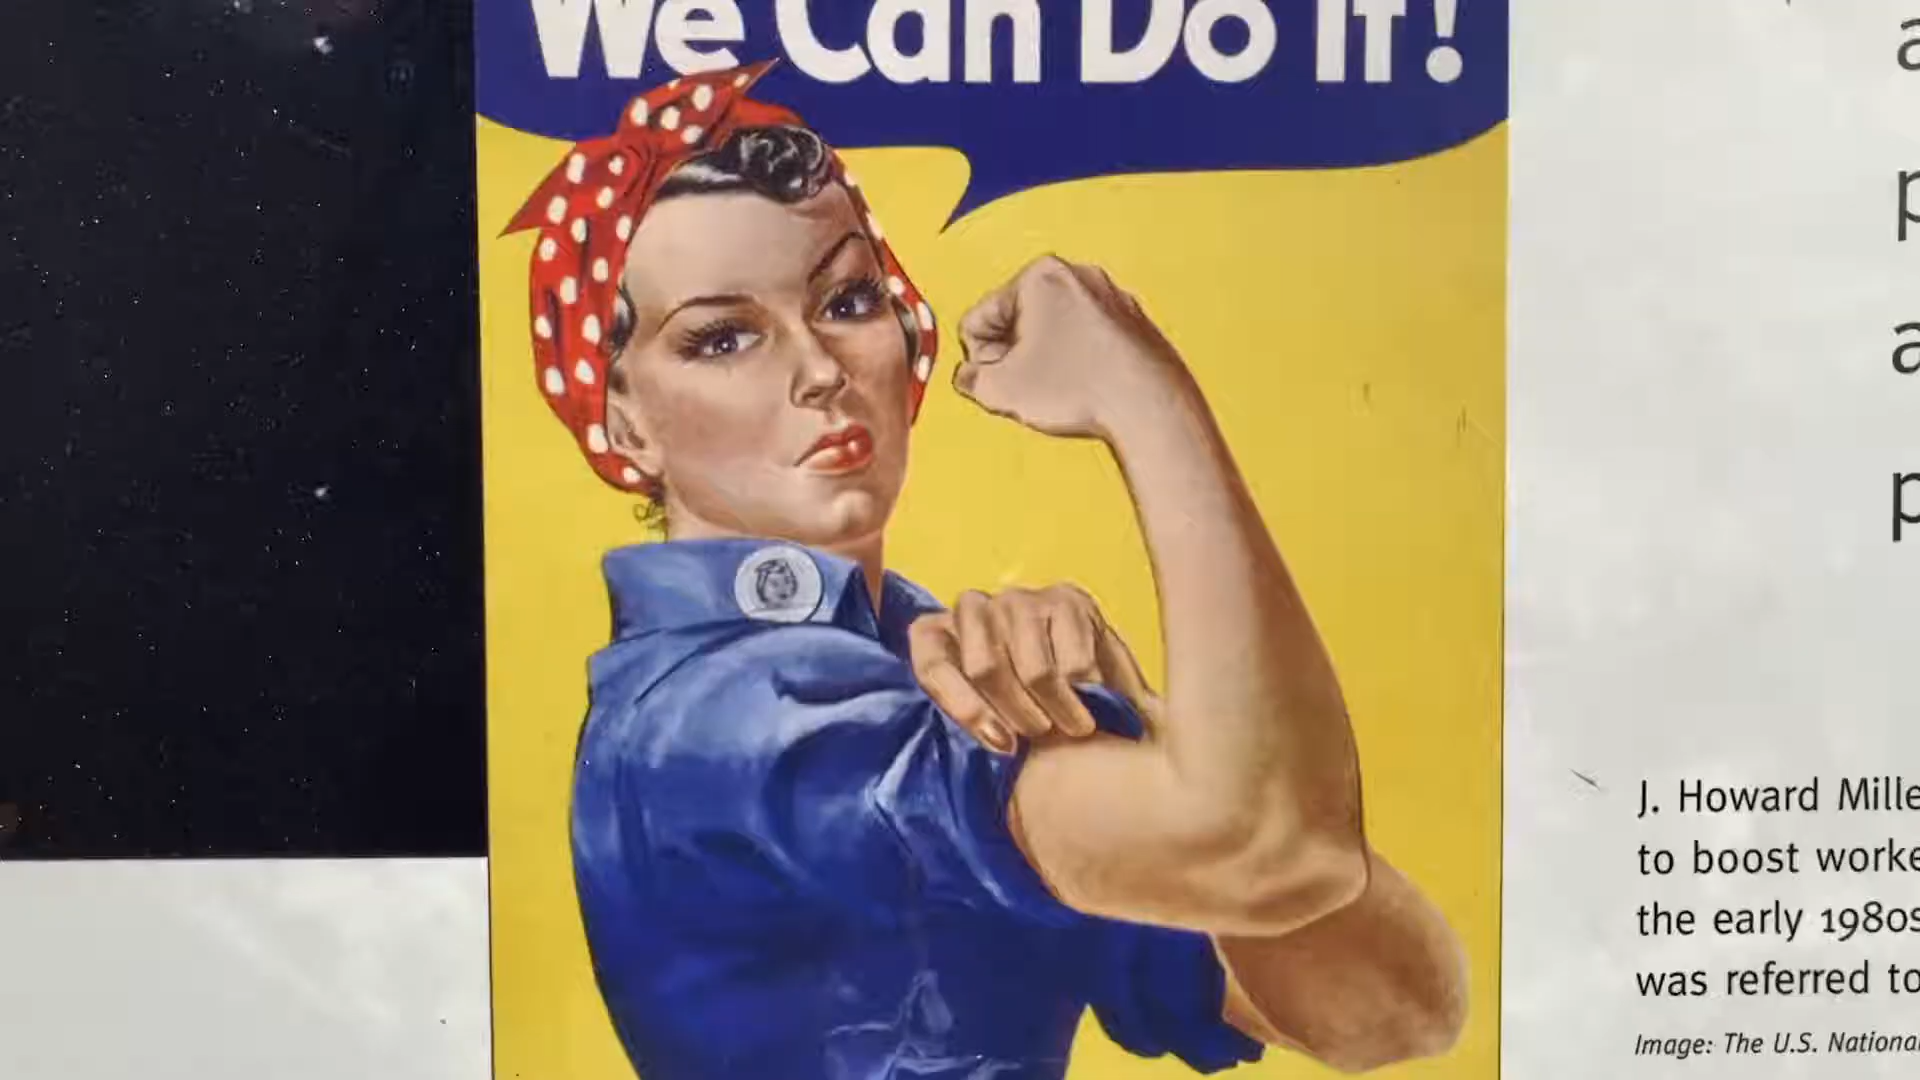 We Can Do It!
a
p
a
p
J. Howard Mille
to boost worke
the early 1980s
was referred to
Image: The U.S. National